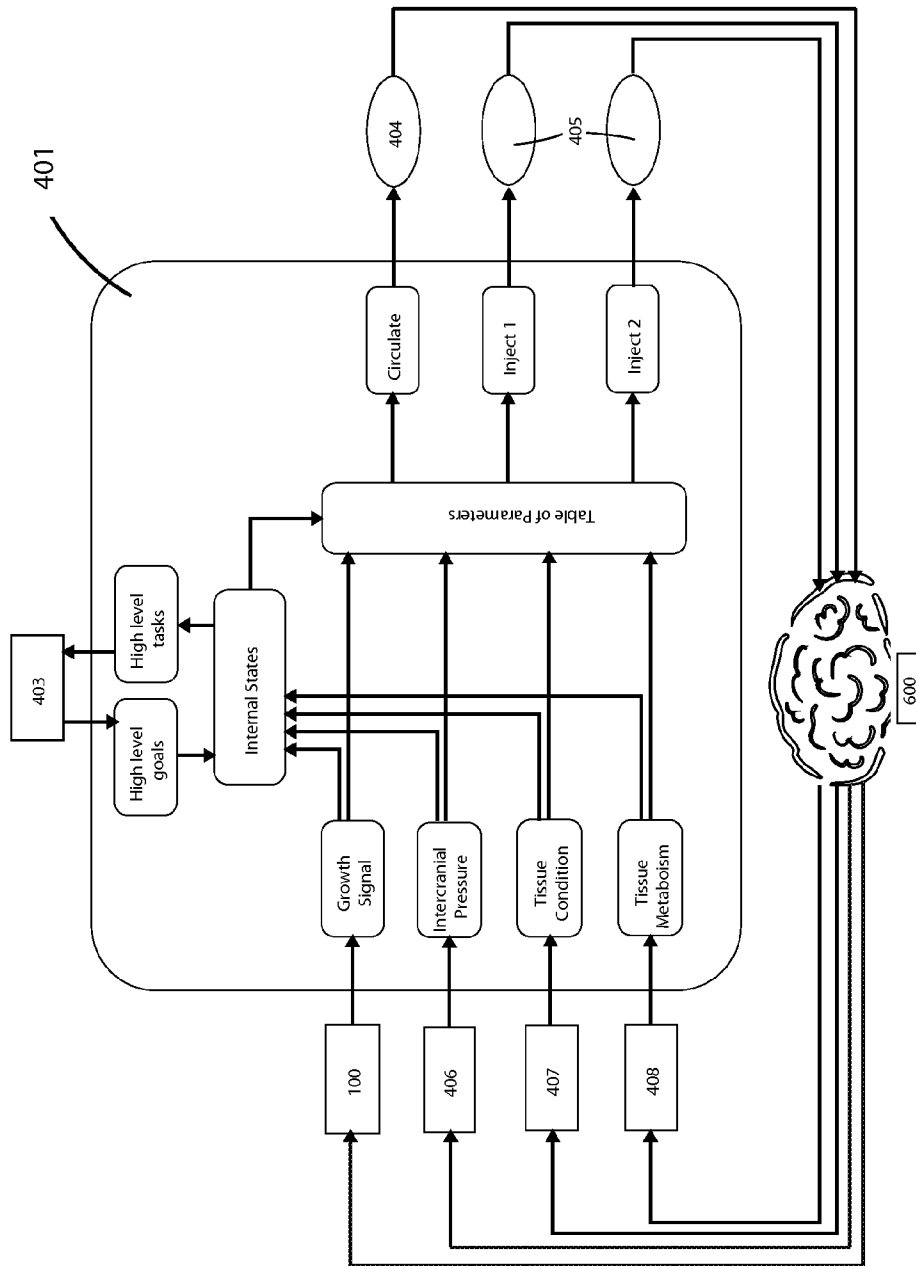 401
403
High level
goals
High level
tasks
Internal States
100
Growth
Signal
406
Intercranial
Pressure
407
Tissue
Condition
408
Tissue
Metaboism
Table of Parameters
Circulate
Inject 1
Inject 2
404
405
600